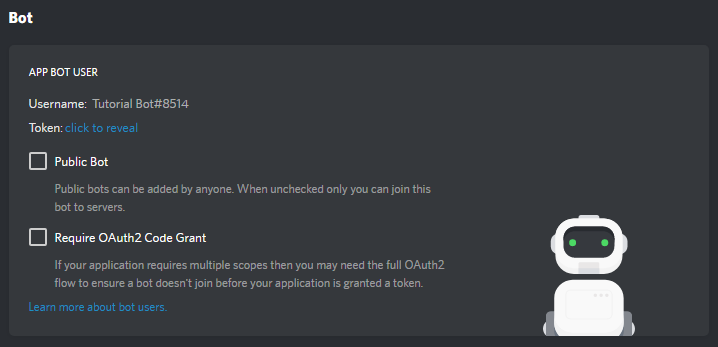 Bot
APP BOT USER
Username: Tutorial Bot#8514
Token: click to reveal
Public Bot
Public bots can be added by anyone. When unchecked only you can join this
bot to servers.
Require OAuth2 Code Grant
If your application requires multiple scopes then you may need the full OAuth2
flow to ensure a bot doesn't join before your application is granted a token.
Learn more about bot users.